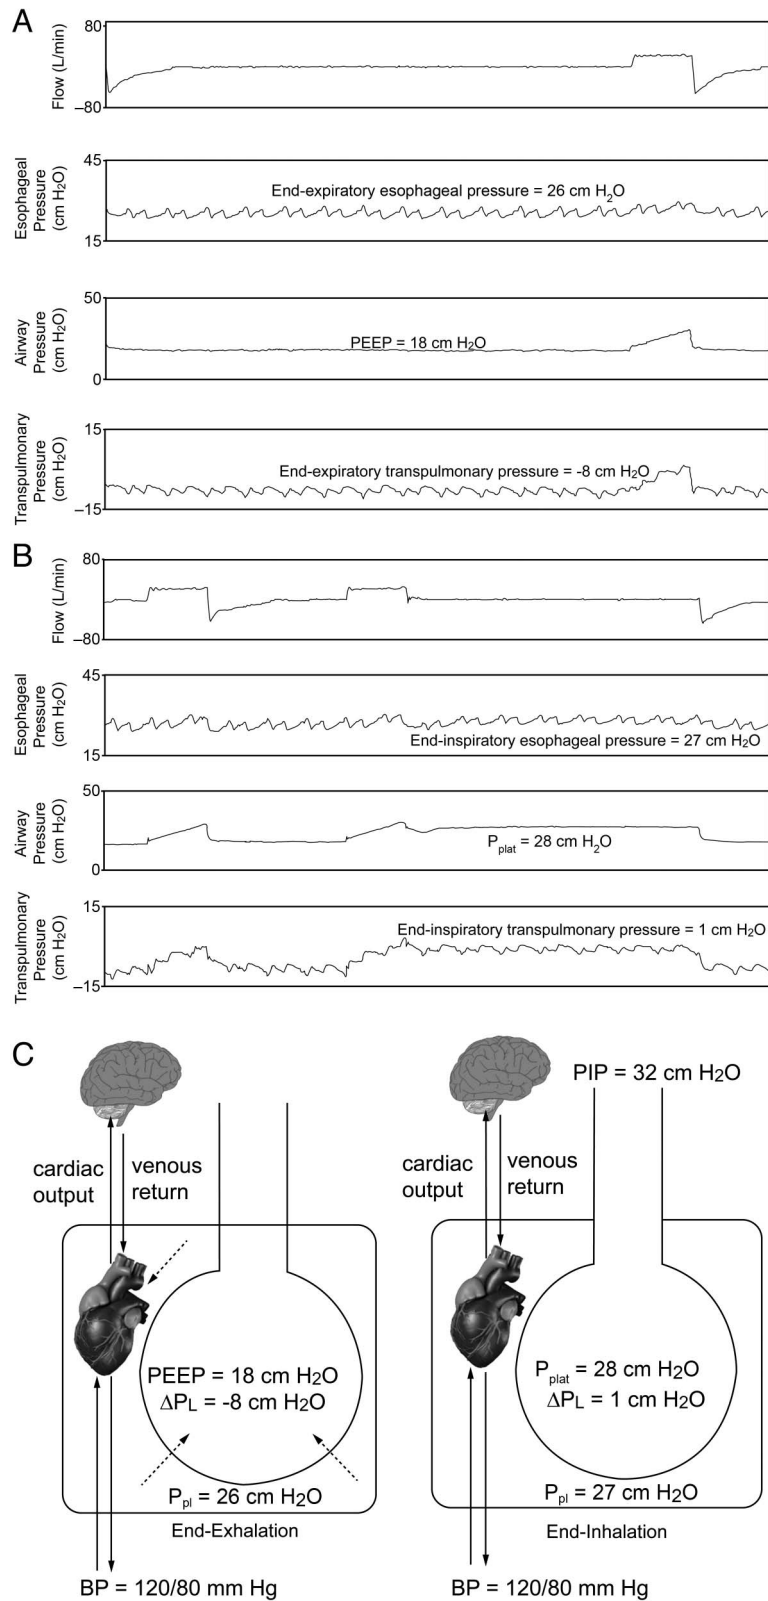 A
80
Flow (L/min)
–80
45
Esophageal
Pressure
(cm H2O)
End-expiratory esophageal pressure = 26 cm H2O
15
50
Airway
Pressure
(cm H2O)
PEEP = 18 cm H2O
0
15
Transpulmonary
Pressure
(cm H2O)
End-expiratory transpulmonary pressure = -8 cm H2O
–15
B
80
Flow (L/min)
–80
45
Esophageal
Pressure
(cm H2O)
End-inspiratory esophageal pressure = 27 cm H2O
15
50
Airway
Pressure
(cm H2O)
Pplat = 28 cm H2O
0
15
Transpulmonary
Pressure
(cm H2O)
End-inspiratory transpulmonary pressure = 1 cm H2O
–15
C
cardiac
output
venous
return
PEEP = 18 cm H2O
ΔPL = -8 cm H2O
Ppl = 26 cm H2O
End-Exhalation
BP = 120/80 mm Hg
PIP = 32 cm H2O
cardiac
output
venous
return
Pplat = 28 cm H2O
ΔPL = 1 cm H2O
Ppl = 27 cm H2O
End-Inhalation
BP = 120/80 mm Hg